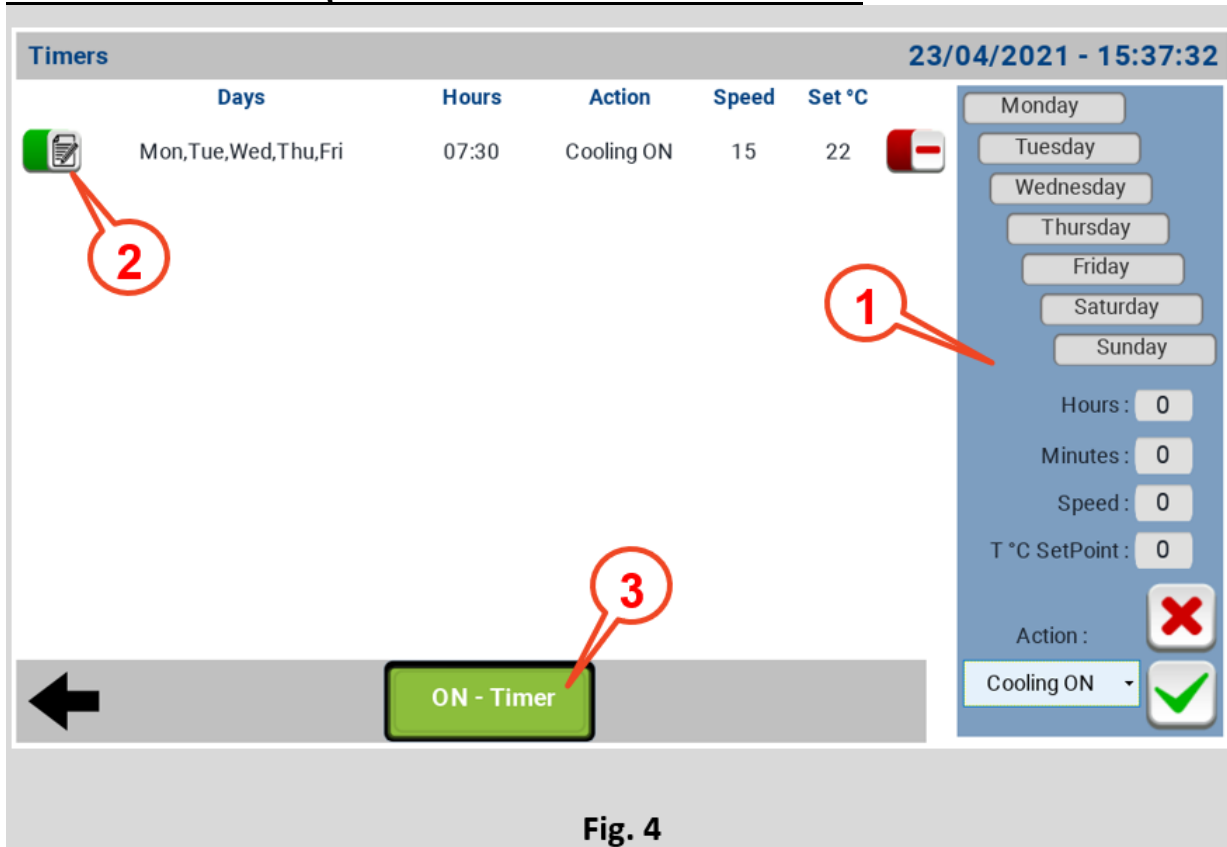 Timers 23/04/2021 - 15:37:32
Days Hours Action Speed Set °C
Mon,Tue,Wed,Thu,Fri 07:30 Cooling ON 15 22
2
1
3
ON - Timer
Monday
Tuesday
Wednesday
Thursday
Friday
Saturday
Sunday
Hours : 0
Minutes : 0
Speed : 0
T °C SetPoint : 0
Action :
Cooling ON
Fig. 4